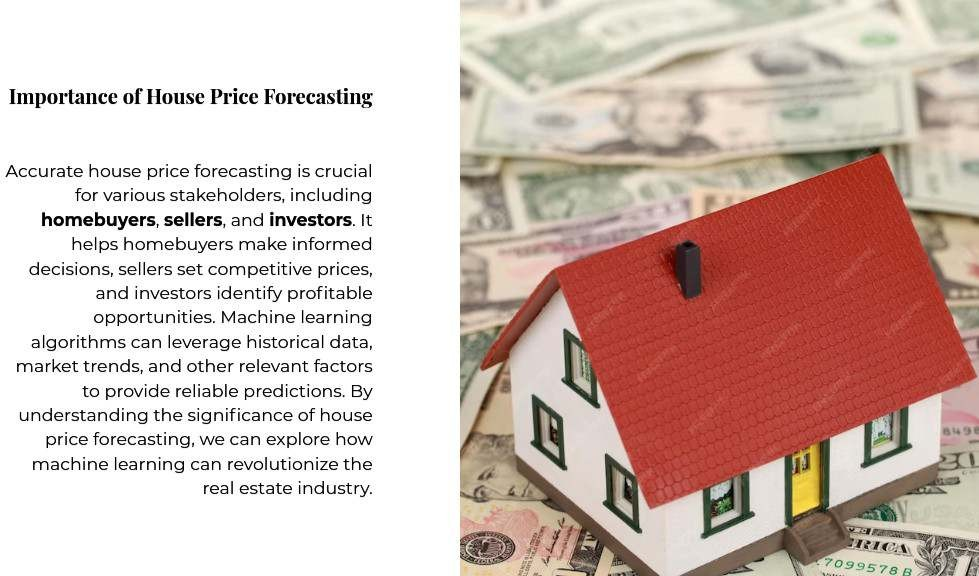 Importance of House Price Forecasting
Accurate house price forecasting is crucial
for various stakeholders, including
homebuyers, sellers, and investors. It
helps homebuyers make informed
decisions, sellers set competitive prices,
and investors identify profitable
opportunities. Machine learning
algorithms can leverage historical data,
market trends, and other relevant factors
to provide reliable predictions. By
understanding the significance of house
price forecasting, we can explore how
machine learning can revolutionize the
real estate industry.
7099578 B